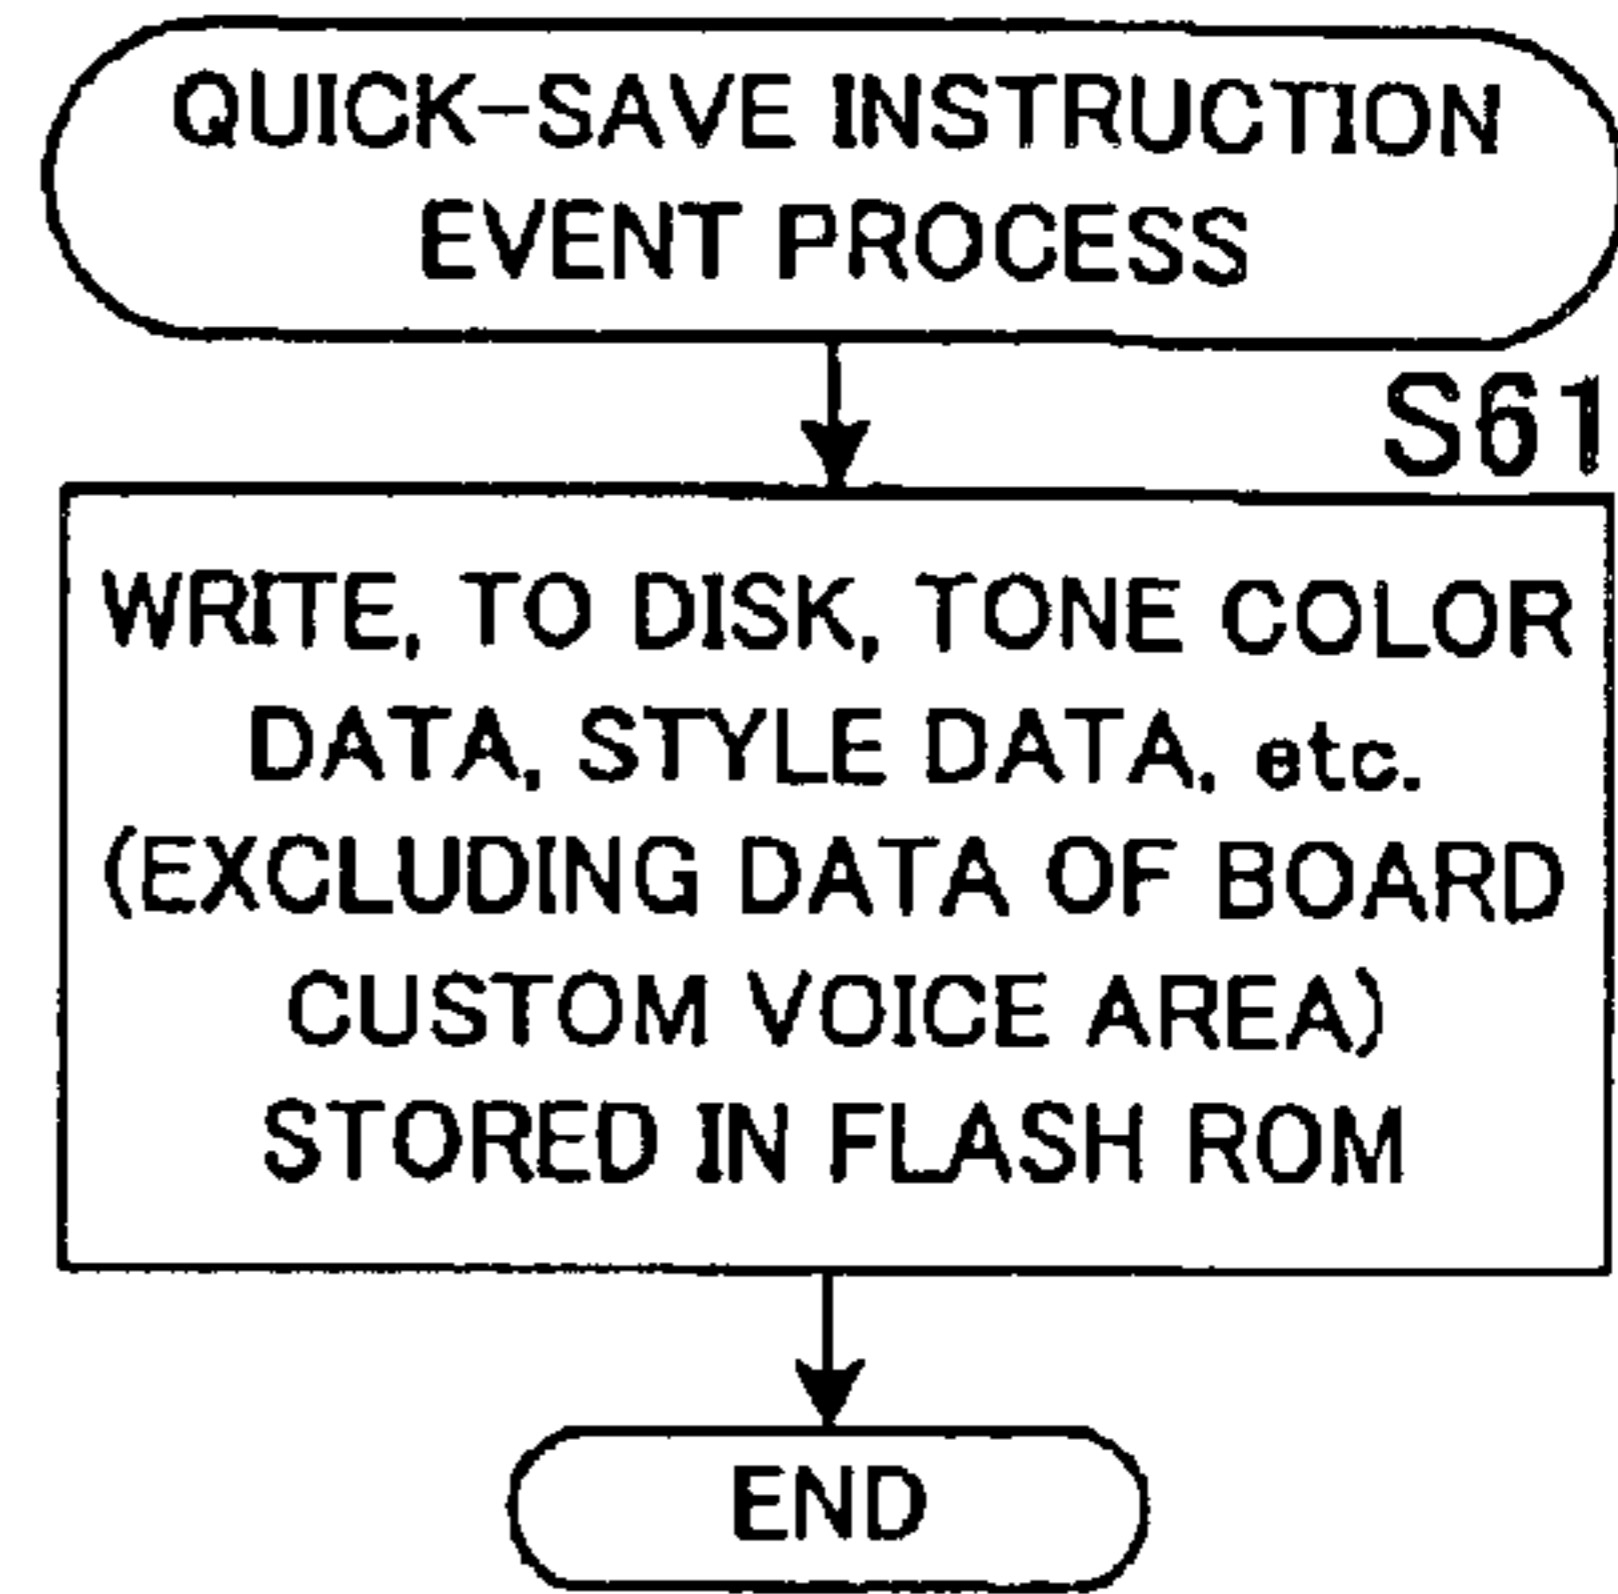 QUICK-SAVE INSTRUCTION
EVENT PROCESS
S61
WRITE, TO DISK, TONE COLOR
DATA, STYLE DATA, etc.
(EXCLUDING DATA OF BOARD
CUSTOM VOICE AREA)
STORED IN FLASH ROM
END